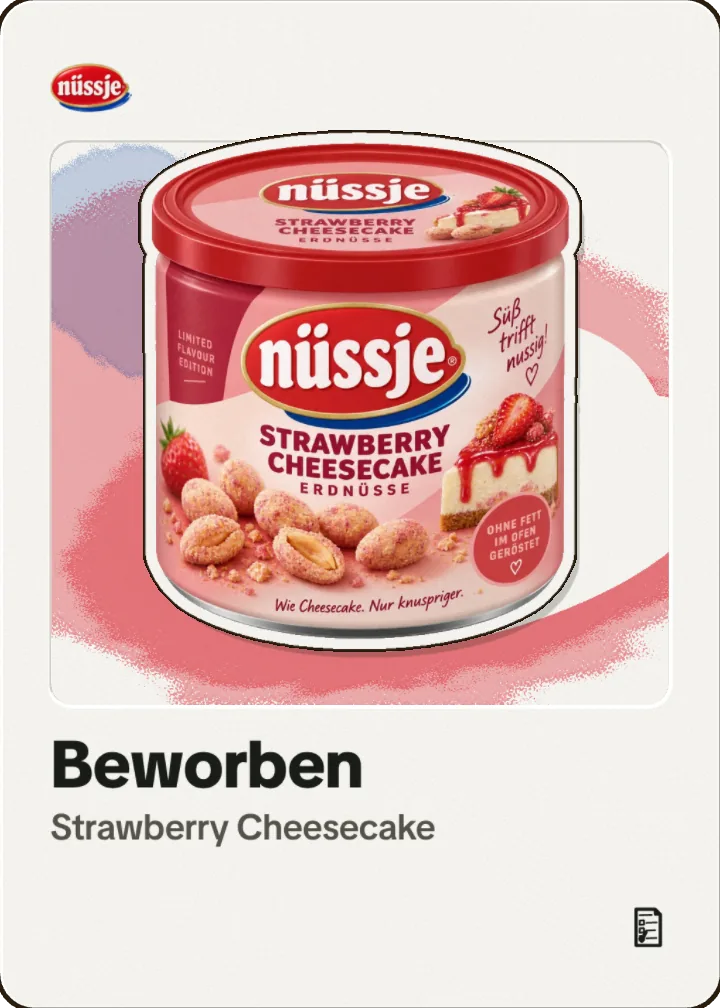 nüssje
nüssje
STRAWBERRY
CHEESECAKE
ERDNÜSSE
LIMITED
FLAVOUR
EDITION
Süß
trifft
nussig!
nüssje®
STRAWBERRY
CHEESECAKE
ERDNÜSSE
OHNE FETT
IM OFEN
GERÖSTET
Wie Cheesecake. Nur knuspriger.
Beworben
Strawberry Cheesecake